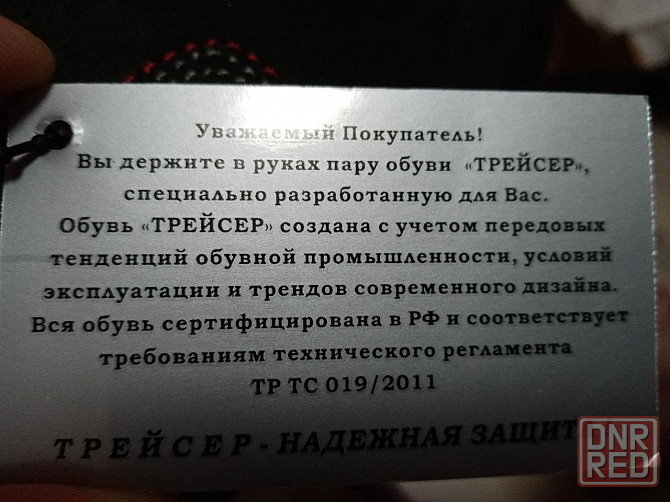 Уважаемый Покупатель!
Вы держите в руках пару обуви «ТРЕЙСЕР»,
специально разработанную для Вас.
Обувь «ТРЕЙСЕР» создана с учетом передовых
тенденций обувной промышленности, условий
эксплуатации и трендов современного дизайна.
Вся обувь сертифицирована в РФ и соответствует
требованиям технического регламента
ТР ТС 019/2011
ТРЕЙСЕР - НАДЕЖНАЯ ЗАЩИТ
DNR
RED